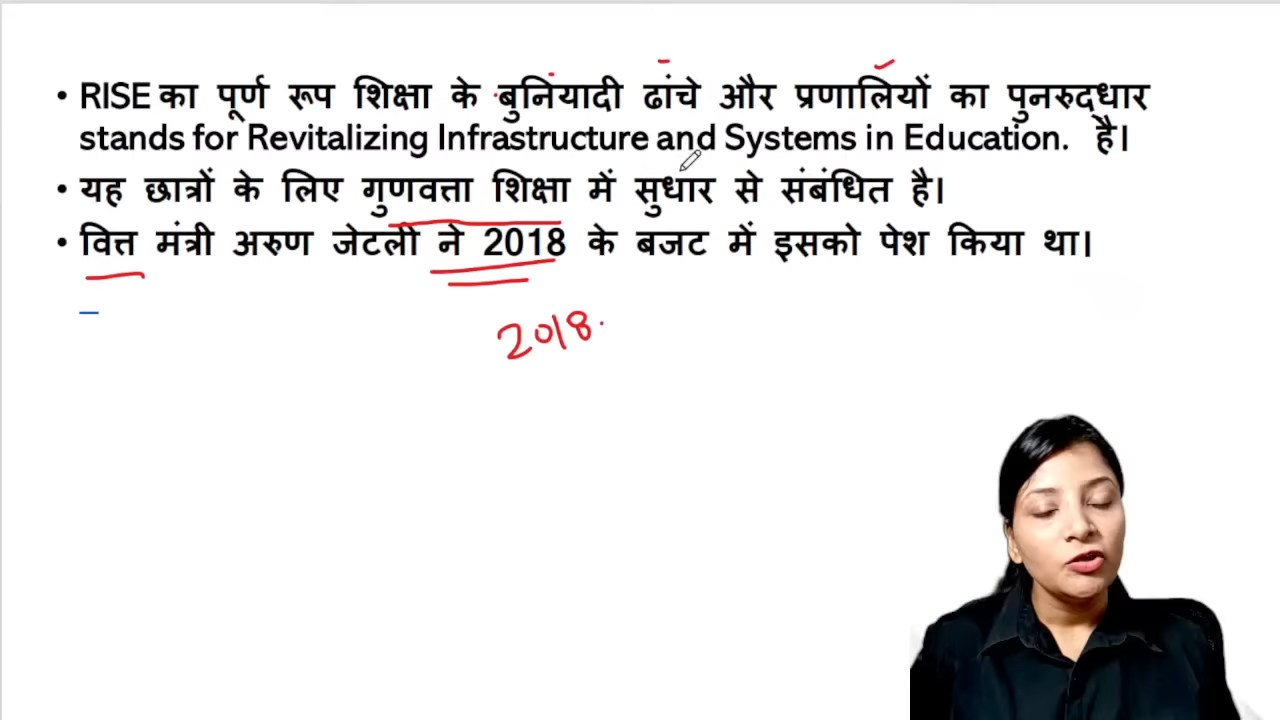 • RISE का पूर्ण रूप शिक्षा के बुनियादी ढांचे और प्रणालियों का पुनरुद्धार
stands for Revitalizing Infrastructure and Systems in Education. है।
• यह छात्रों के लिए गुणवत्ता शिक्षा में सुधार से संबंधित है।
• वित्त मंत्री अरुण जेटली ने 2018 के बजट में इसको पेश किया था।
2018.